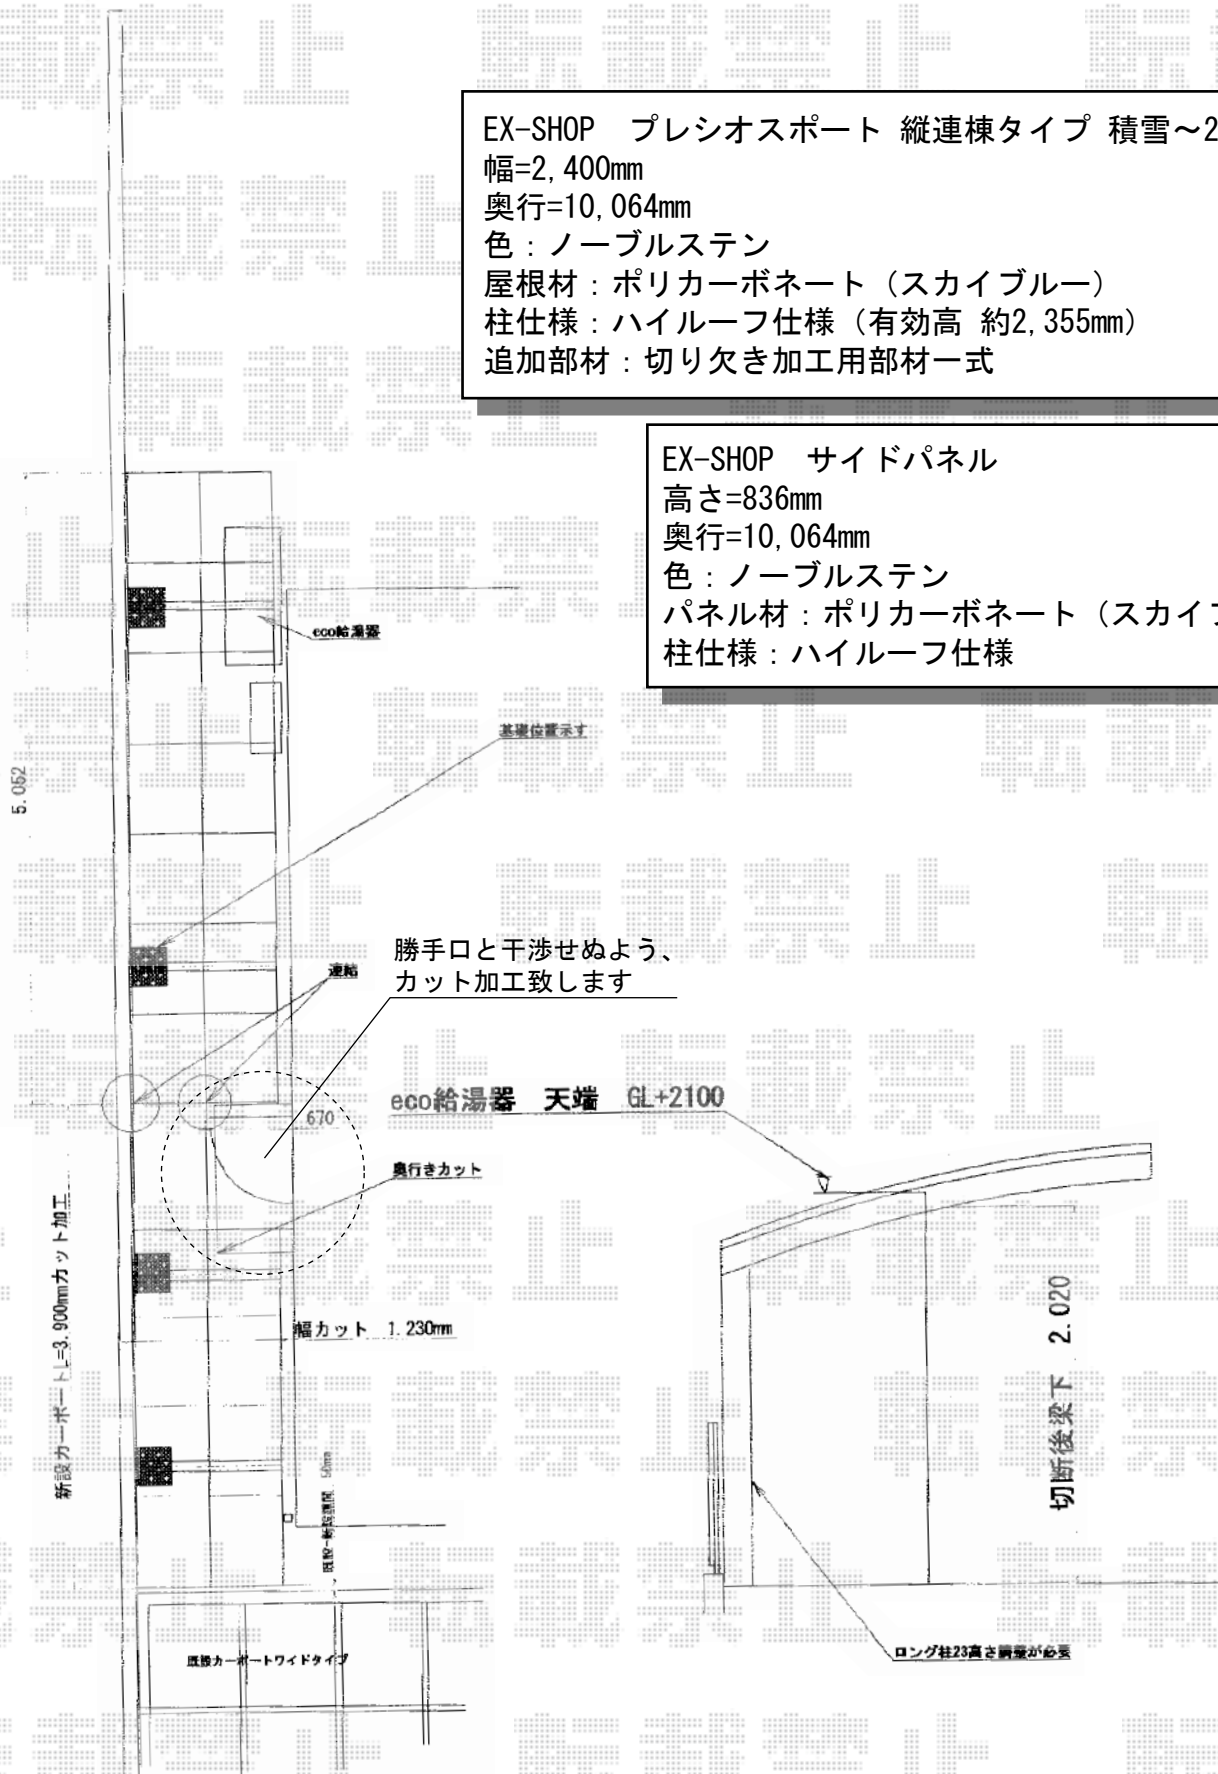 EX-SHOP プレシオスポート 縦連棟タイプ 積雪～2
幅=2,400mm
奥行=10,064mm
色：ノーブルステン
屋根材：ポリカーボネート（スカイブルー）
柱仕様：ハイルーフ仕様（有効高 約2,355mm）
追加部材：切り欠き加工用部材一式
EX-SHOP サイドパネル
高さ=836mm
奥行=10,064mm
色：ノーブルステン
パネル材：ポリカーボネート（スカイブ
柱仕様：ハイルーフ仕様
eco給湯器
基礎位置示す
5.052
勝手口と干渉せぬよう、
カット加工致します
連結
eco給湯器 天端 GL+2100
670
奥行きカット
新設カーポートL=3.900mmカット加工
幅カット 1.230mm
切断後梁下 2.020
既設-新設隙間 50mm
既設カーポートワイドタイプ
ロング柱23高さ調整が必要
転載禁止